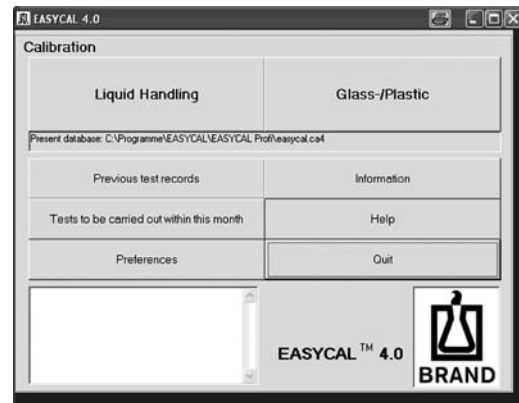 EASYCAL 4.0
Calibration
Liquid Handling
Glass-/Plastic
Present database: C:\Programme\EASYCAL\EASYCAL Profi\easycal.ca4
Previous test records
Information
Tests to be carried out within this month
Help
Preferences
Quit
EASYCAL™ 4.0
BRAND